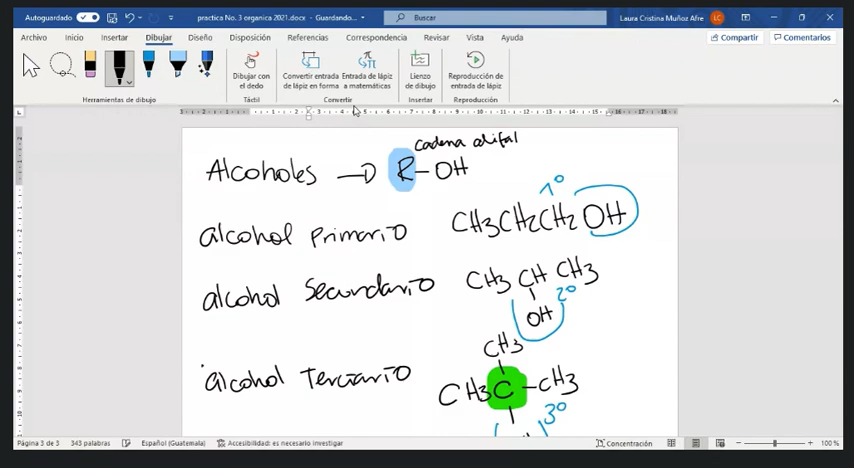 Autoguardado practica No. 3 organica 2021.docx - Guardando... Buscar Laura Cristina Muñoz Afre LC
Archivo Inicio Insertar Dibujar Diseño Disposición Referencias Correspondencia Revisar Vista Ayuda Compartir Comentarios
Dibujar con el dedo
Convertir entrada de lápiz en forma
Entrada de lápiz a matemáticas
Lienzo de dibujo
Reproducción de entrada de lápiz
Herramientas de dibujo Táctil Convertir Insertar Reproducción
cadena alifal
Alcoholes → R-OH
1°
alcohol Primario CH3CH2CH2OH
alcohol Secundario CH3 CH CH3
2°
OH
CH3
alcohol Terciario CH3C-CH3
3°
Página 3 de 3 343 palabras Español (Guatemala) Accesibilidad: es necesario investigar Concentración 100 %